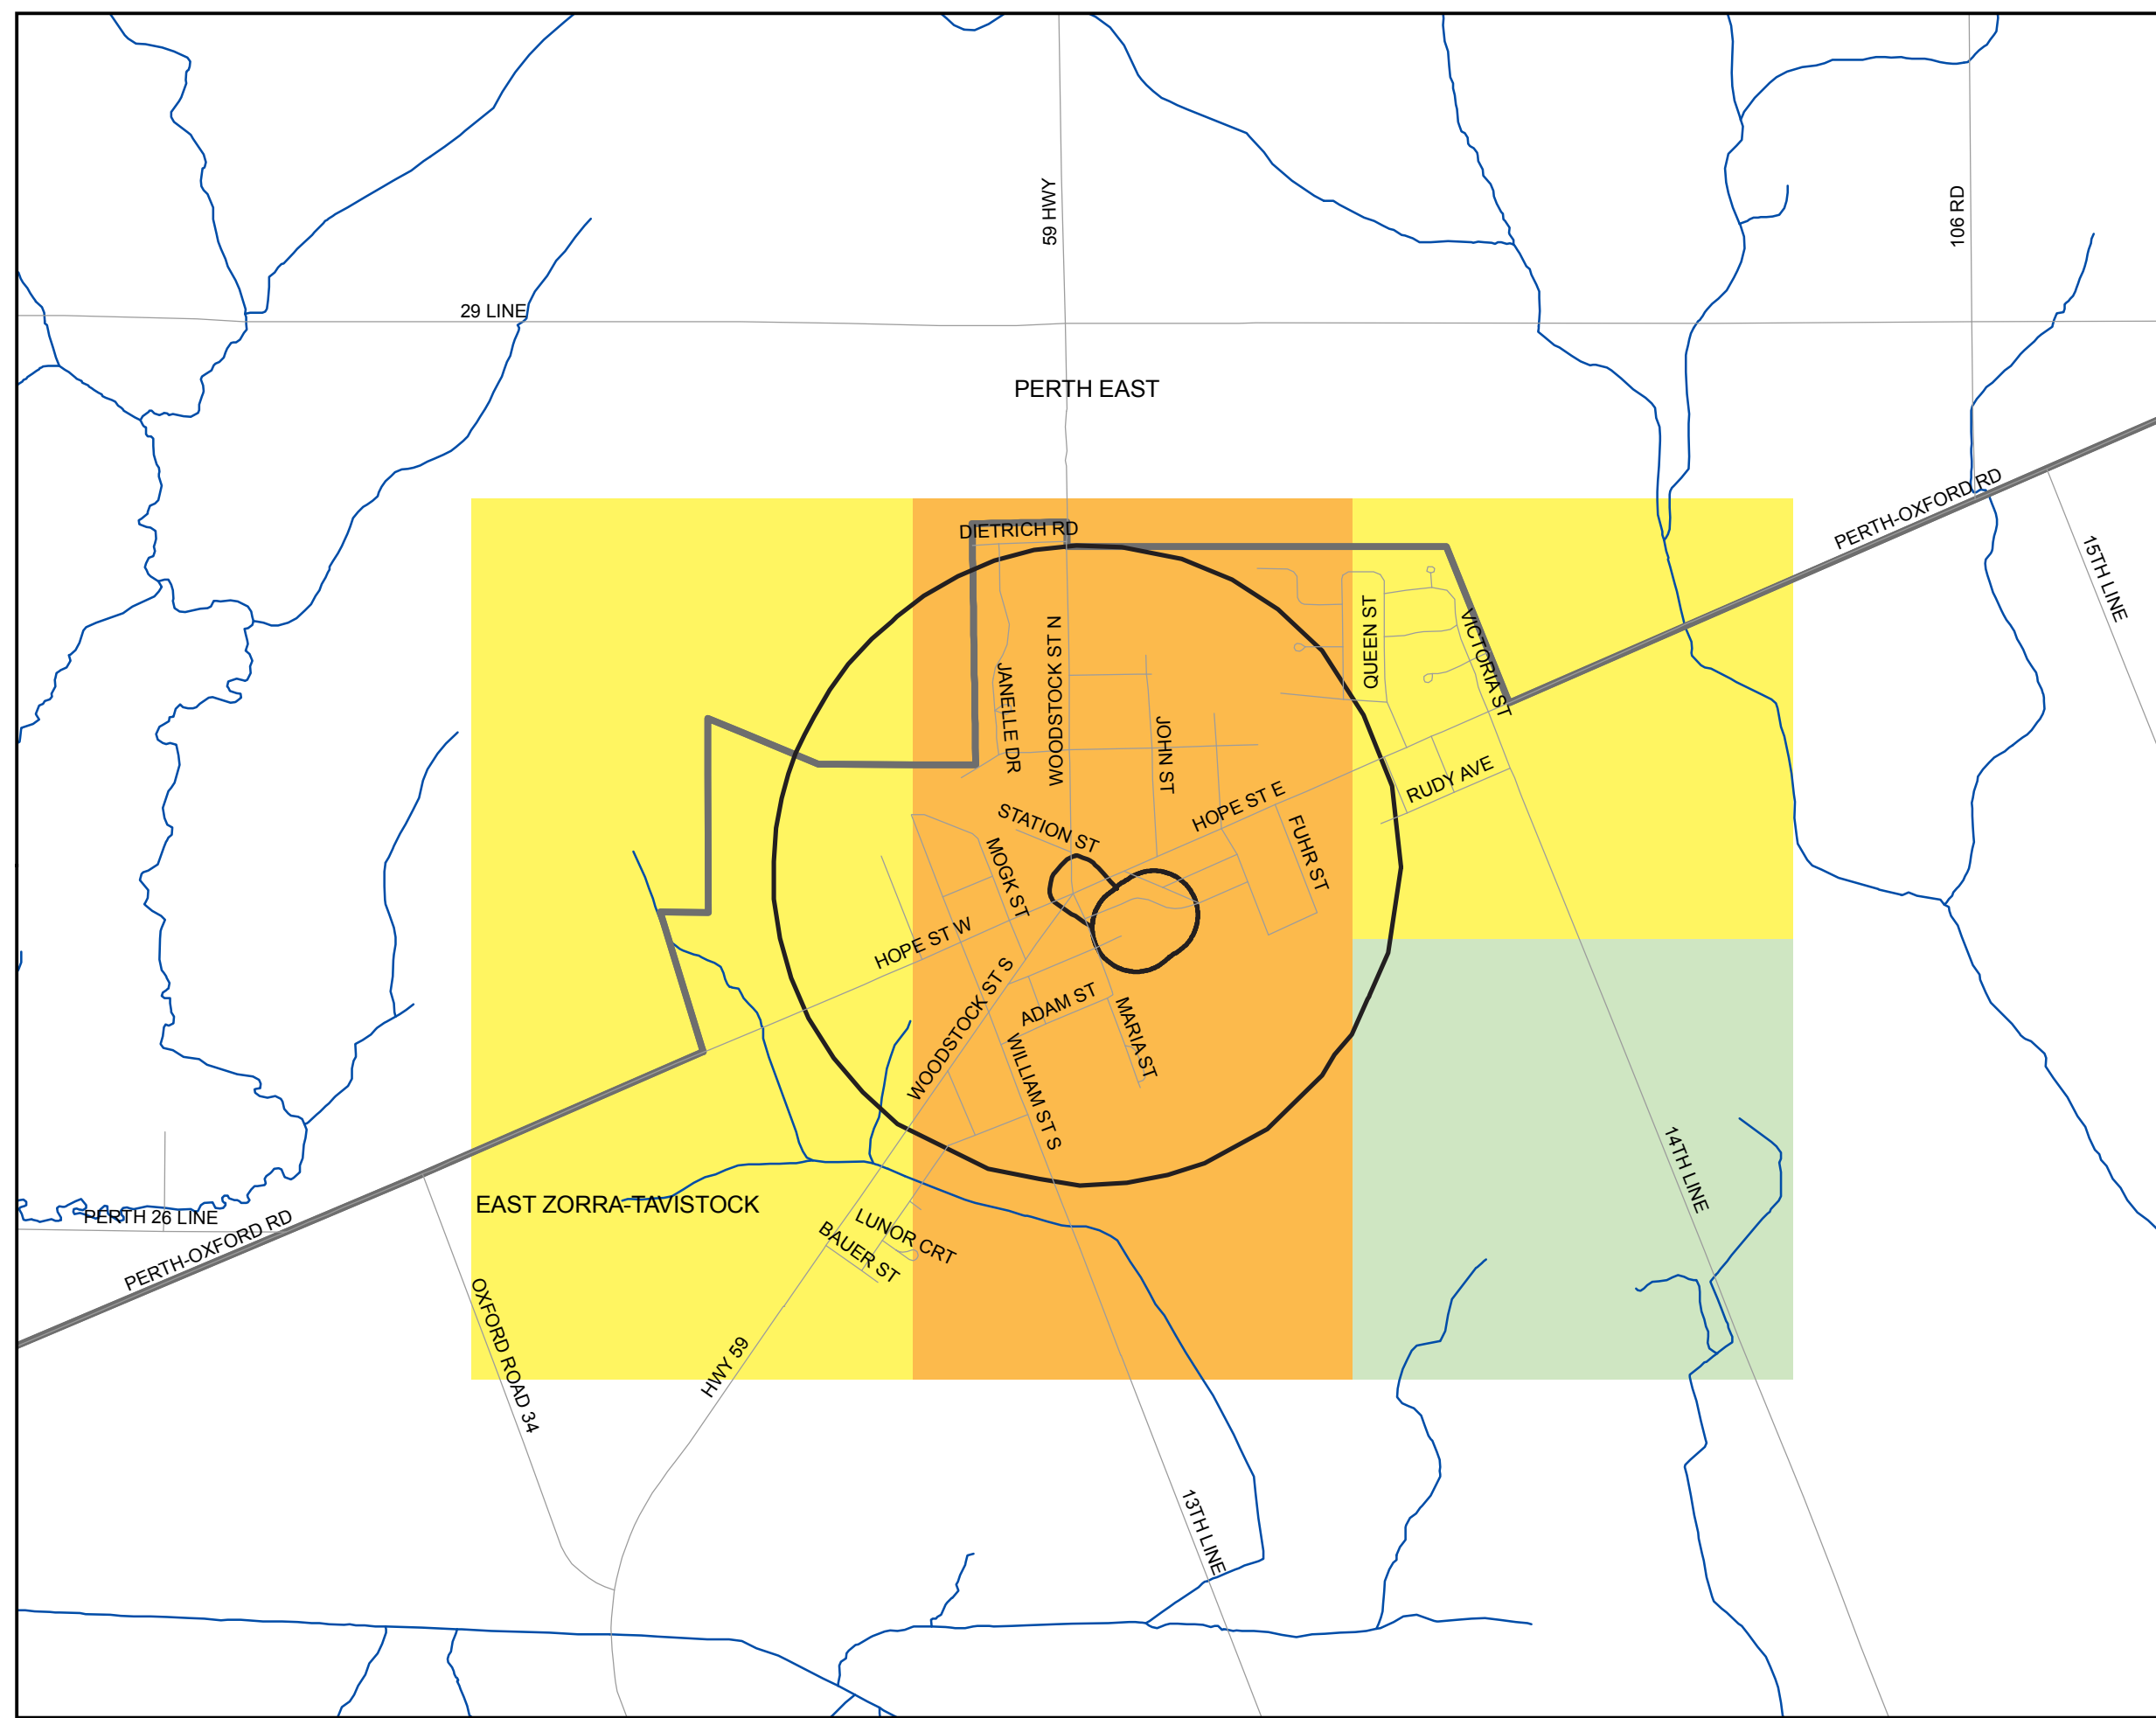 59 HWY
106 RD
29 LINE
PERTH EAST
PERTH-OXFORD RD
15TH LINE
DIETRICH RD
QUEEN ST
VICTORIA ST
WOODSTOCK ST N
JANELLE DR
JOHN ST
RUDY AVE
HOPE ST E
STATION ST
FUHR ST
MOGK ST
HOPE ST W
WOODSTOCK ST S
ADAM ST
MARIA ST
WILLIAM ST S
14TH LINE
EAST ZORRA-TAVISTOCK
PERTH 26 LINE
PERTH-OXFORD RD
LUNOR CRT
BAUER ST
OXFORD ROAD 34
HWY 59
13TH LINE